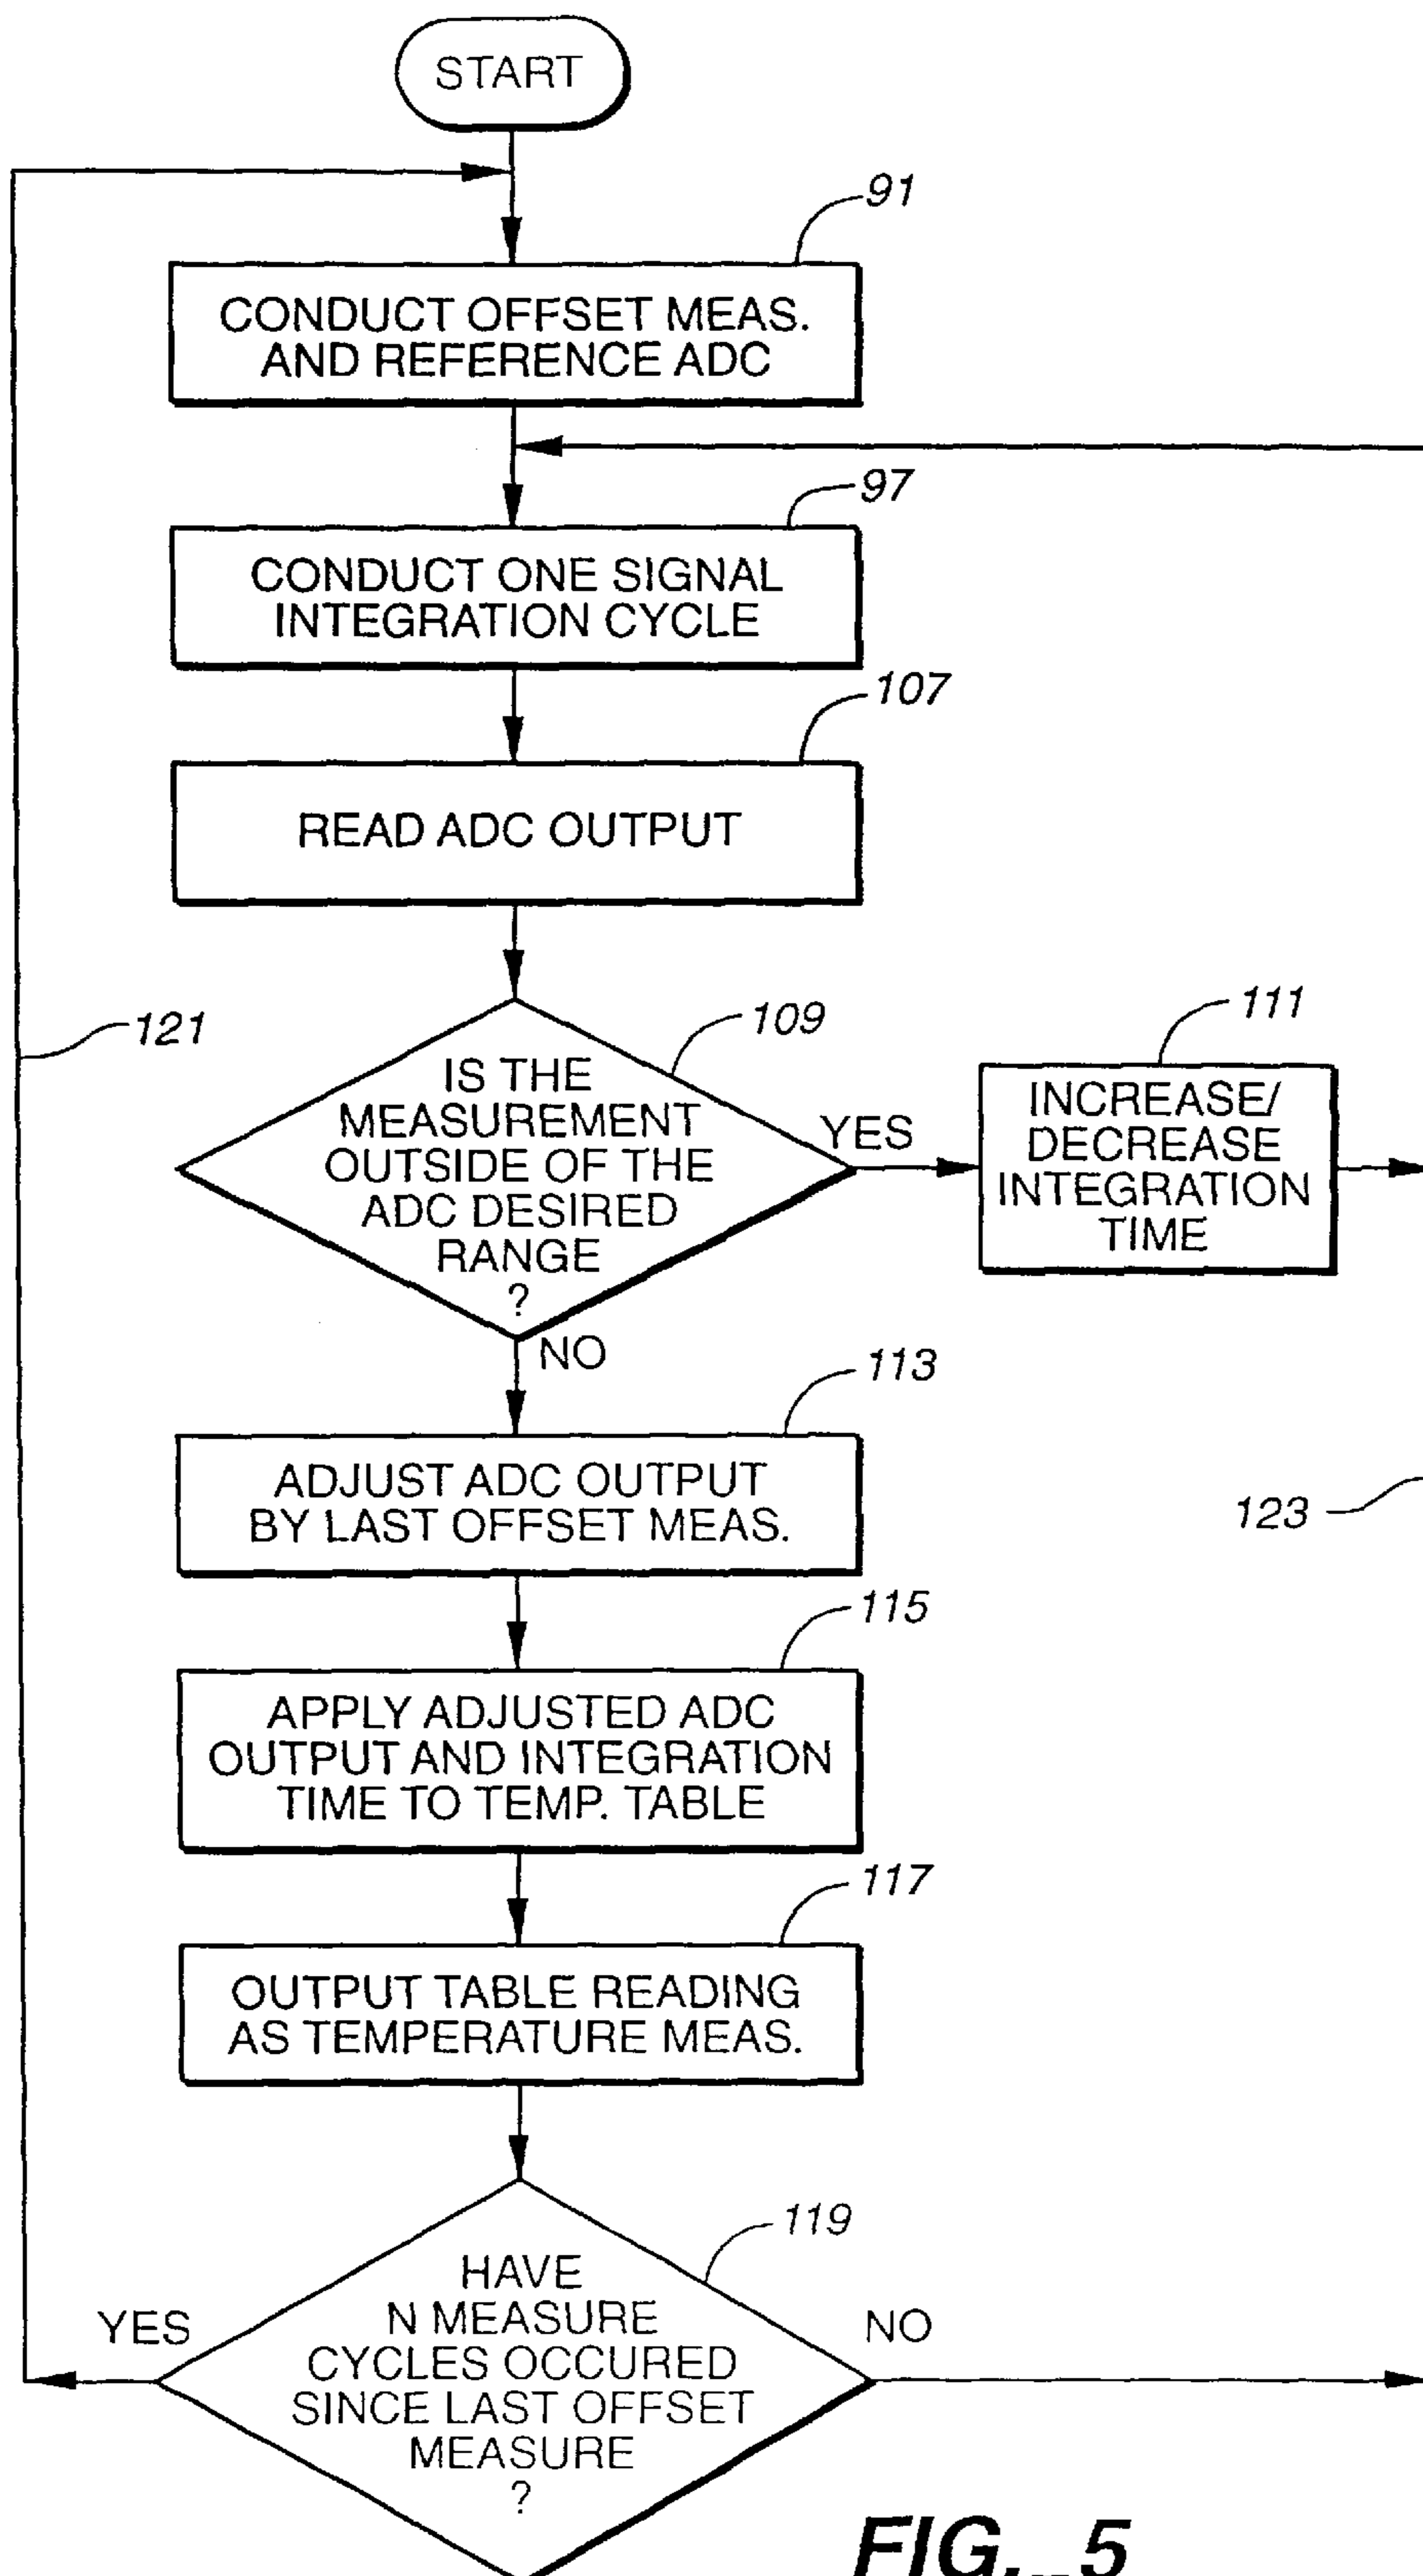 START
91
CONDUCT OFFSET MEAS.
AND REFERENCE ADC
97
CONDUCT ONE SIGNAL
INTEGRATION CYCLE
107
READ ADC OUTPUT
121
109
IS THE
MEASUREMENT
OUTSIDE OF THE
ADC DESIRED
RANGE
?
YES
111
INCREASE/
DECREASE
INTEGRATION
TIME
NO
113
ADJUST ADC OUTPUT
BY LAST OFFSET MEAS.
123
115
APPLY ADJUSTED ADC
OUTPUT AND INTEGRATION
TIME TO TEMP. TABLE
117
OUTPUT TABLE READING
AS TEMPERATURE MEAS.
119
HAVE
N MEASURE
CYCLES OCCURED
SINCE LAST OFFSET
MEASURE
?
YES
NO
FIG._5